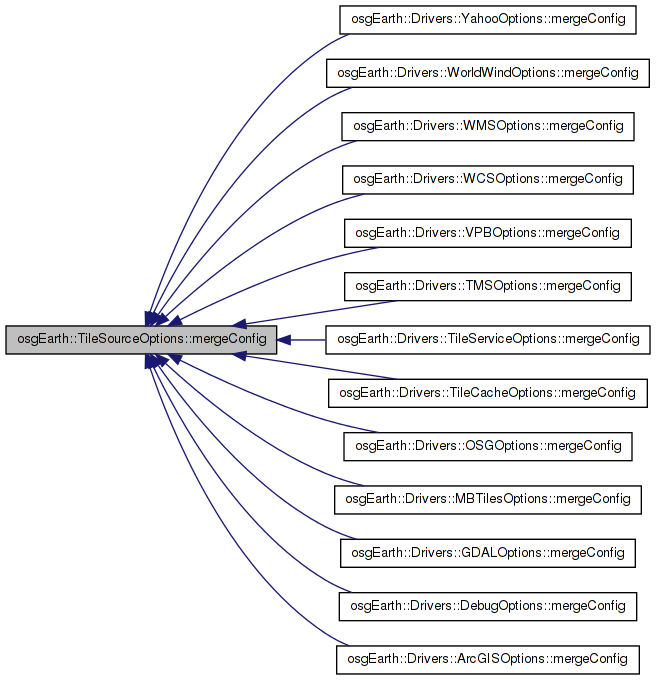 osgEarth::Drivers::YahooOptions::mergeConfig
osgEarth::Drivers::WorldWindOptions::mergeConfig
osgEarth::Drivers::WMSOptions::mergeConfig
osgEarth::Drivers::WCSOptions::mergeConfig
osgEarth::Drivers::VPBOptions::mergeConfig
osgEarth::Drivers::TMSOptions::mergeConfig
osgEarth::TileSourceOptions::mergeConfig
osgEarth::Drivers::TileServiceOptions::mergeConfig
osgEarth::Drivers::TileCacheOptions::mergeConfig
osgEarth::Drivers::OSGOptions::mergeConfig
osgEarth::Drivers::MBTilesOptions::mergeConfig
osgEarth::Drivers::GDALOptions::mergeConfig
osgEarth::Drivers::DebugOptions::mergeConfig
osgEarth::Drivers::ArcGISOptions::mergeConfig